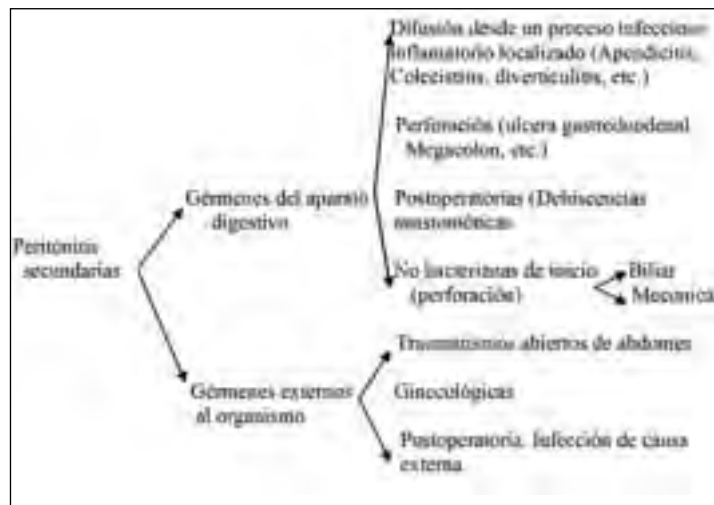 Difusión desde un proceso infeccioso
inflamatorio localizado (Apendicitis,
Colecistitis, diverticulitis, etc.)
Perforación (ulcera gastroduodenal
Megacolon, etc.)
Gérmenes del aparato
digestivo
Postoperatorias (Dehiscencias
anastomóticas
Peritonitis
secundarias
No bacterianas de inicio
(perforación)
Biliar
Meconical
Traumatismos abiertos de abdomen
Gérmenes externos
al organismo
Ginecológicas
Postoperatoria. Infección de causa
externa